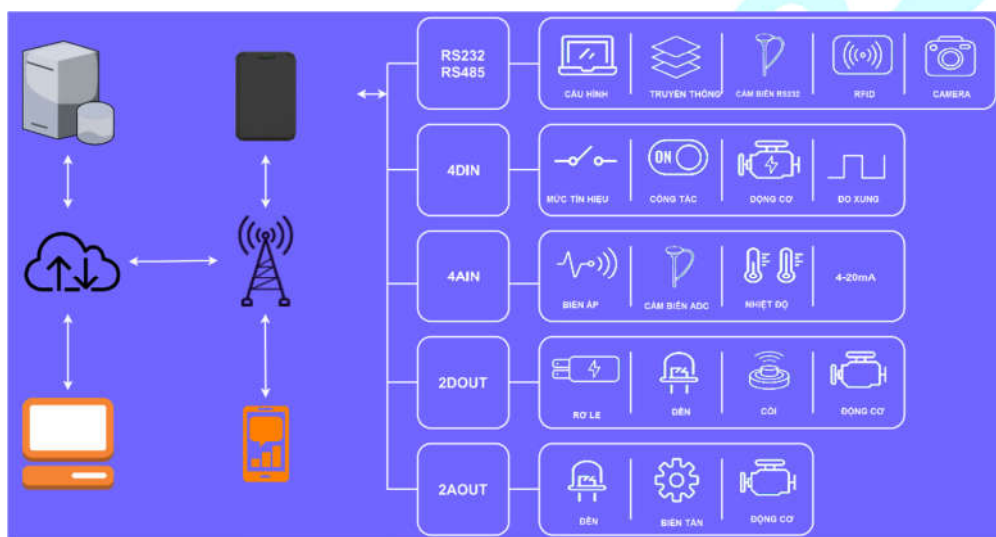 RS232
RS485
CẤU HÌNH
TRUYỀN THÔNG
CẢM BIẾN RS232
RFID
CAMERA
4DIN
MỨC TÍN HIỆU
ON
CÔNG TẮC
ĐỘNG CƠ
ĐO XUNG
4AIN
BIẾN ÁP
CẢM BIẾN ADC
NHIỆT ĐỘ
4-20mA
2DOUT
RƠ LE
ĐÈN
CÒI
ĐỘNG CƠ
2AOUT
ĐÈN
BIẾN TẦN
ĐỘNG CƠ